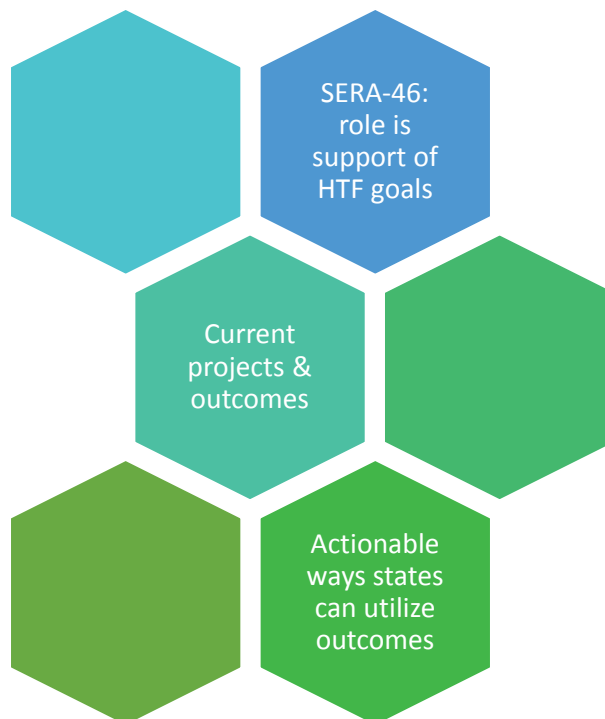 SERA-46:
role is
support of
HTF goals
Current
projects &
outcomes
Actionable
ways states
can utilize
outcomes